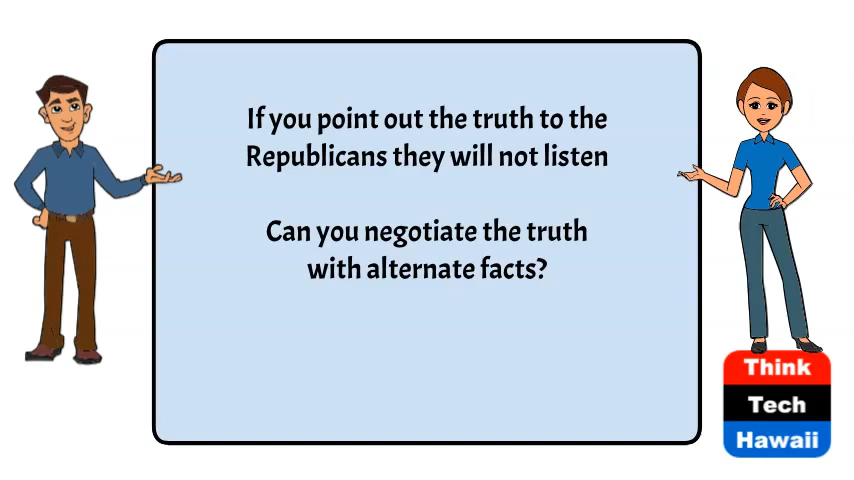 If you point out the truth to the
Republicans they will not listen
Can you negotiate the truth
with alternate facts?
Think
Tech
Hawaii